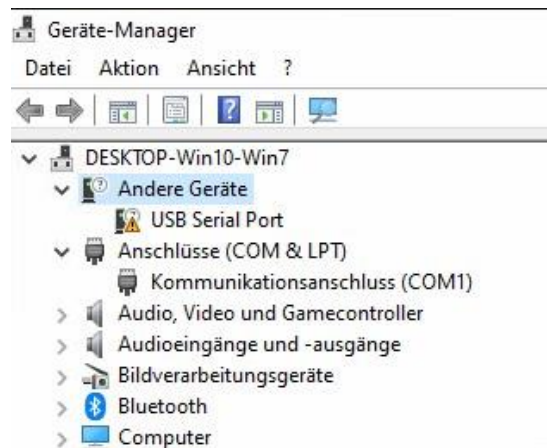 Geräte-Manager
Datei Aktion Ansicht ?
DESKTOP-Win10-Win7
Andere Geräte
USB Serial Port
Anschlüsse (COM & LPT)
Kommunikationsanschluss (COM1)
Audio, Video und Gamecontroller
Audioeingänge und -ausgänge
Bildverarbeitungsgeräte
Bluetooth
Computer